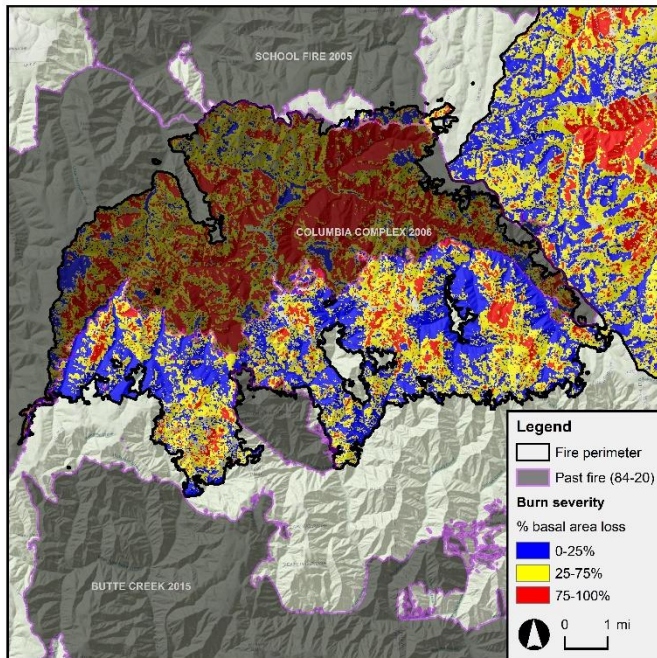 SCHOOL FIRE 2005
COLUMBIA COMPLEX 2006
BUTTE CREEK 2015
Legend
Fire perimeter
Past fire (84-20)
Burn severity
% basal area loss
0-25%
25-75%
75-100%
0 1 mi